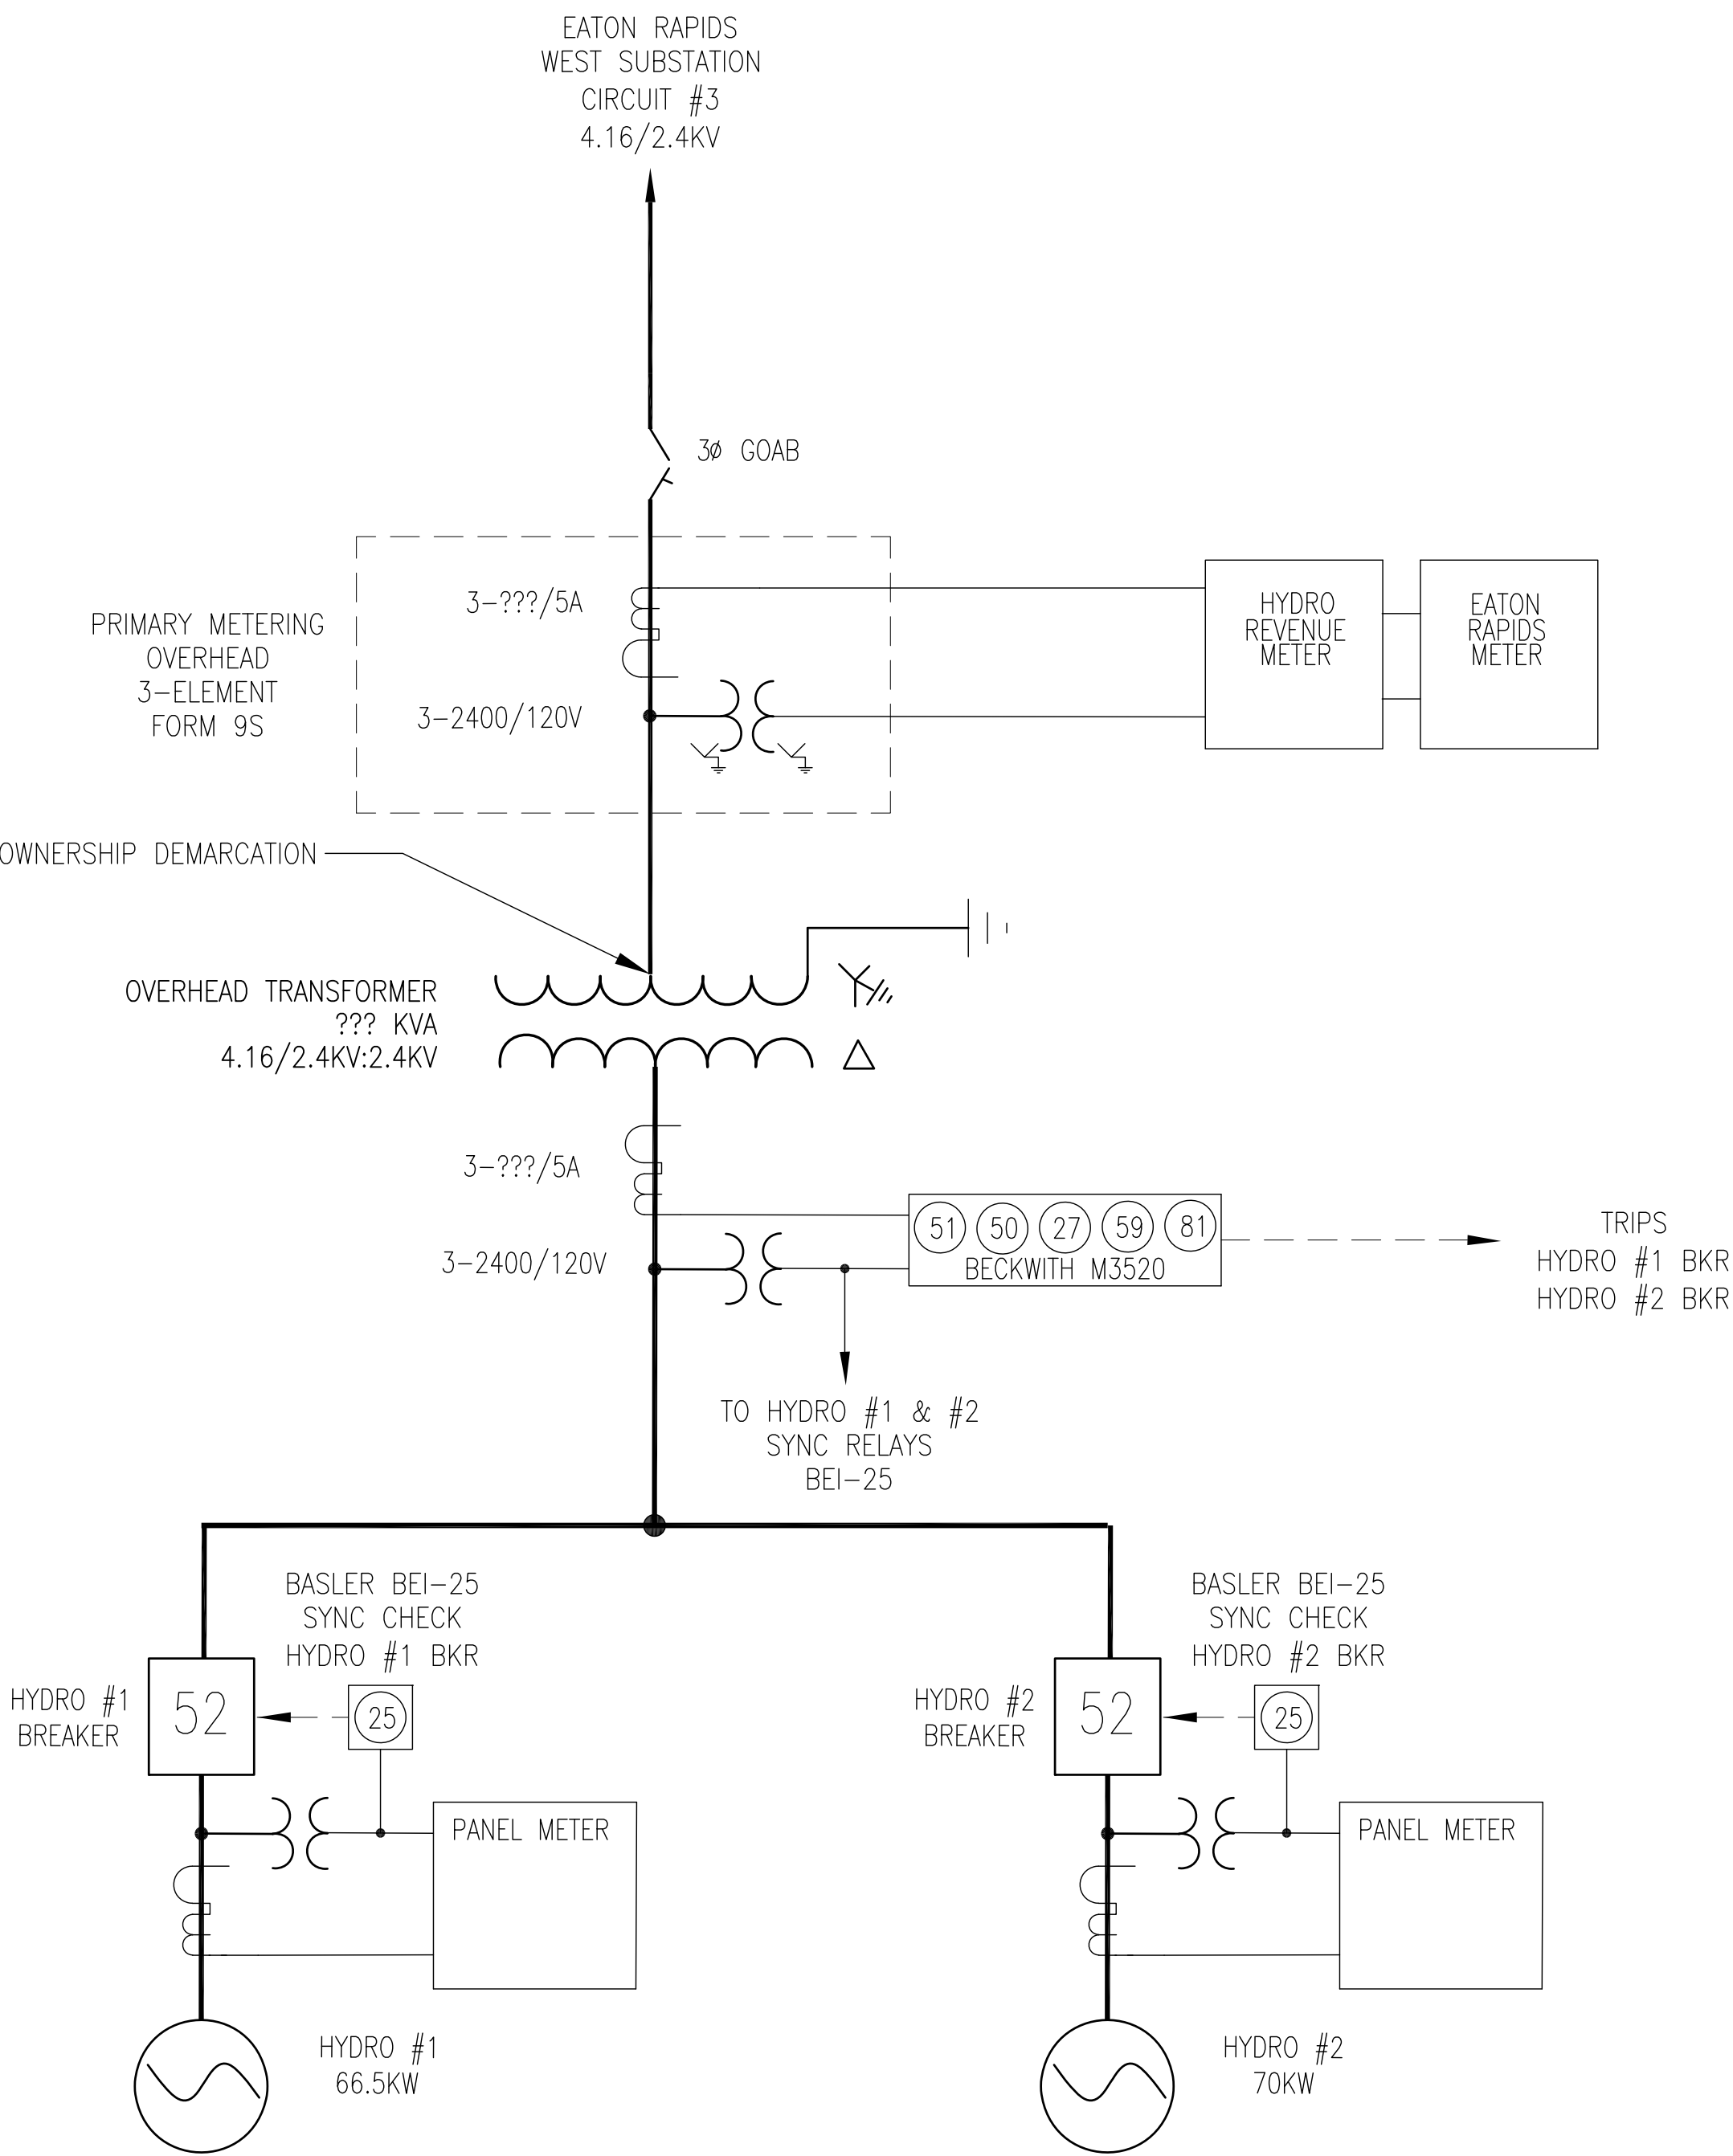 EATON RAPIDS
WEST SUBSTATION
CIRCUIT #3
4.16/2.4KV
3ø GOAB
3-???/5A
PRIMARY METERING
OVERHEAD
3-ELEMENT
FORM 9S
3-2400/120V
HYDRO
REVENUE
METER
EATON
RAPIDS
METER
OWNERSHIP DEMARCATION
OVERHEAD TRANSFORMER
??? KVA
4.16/2.4KV:2.4KV
3-???/5A
3-2400/120V
51 50 27 59 81
BECKWITH M3520
TRIPS
HYDRO #1 BKR
HYDRO #2 BKR
TO HYDRO #1 & #2
SYNC RELAYS
BEI-25
BASLER BEI-25
SYNC CHECK
HYDRO #1 BKR
HYDRO #1
BREAKER
52
25
PANEL METER
HYDRO #1
66.5KW
BASLER BEI-25
SYNC CHECK
HYDRO #2 BKR
HYDRO #2
BREAKER
52
25
PANEL METER
HYDRO #2
70KW